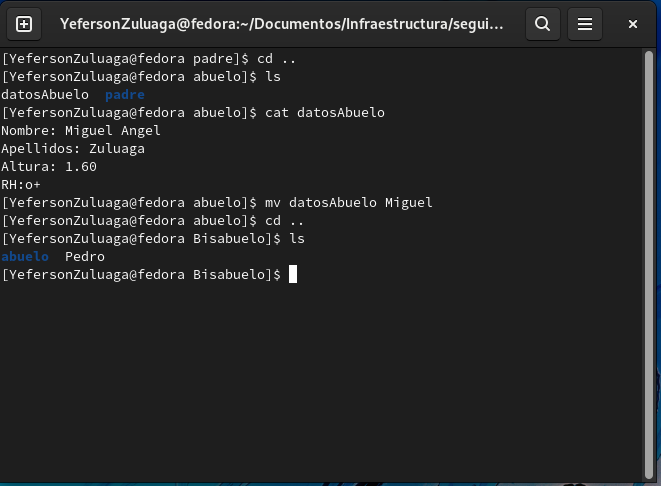 YefersonZuluaga@fedora:~/Documentos/Infraestructura/segui...
[YefersonZuluaga@fedora padre]$ cd ..
[YefersonZuluaga@fedora abuelo]$ ls
datosAbuelo  padre
[YefersonZuluaga@fedora abuelo]$ cat datosAbuelo
Nombre: Miguel Angel
Apellidos: Zuluaga
Altura: 1.60
RH:o+
[YefersonZuluaga@fedora abuelo]$ mv datosAbuelo Miguel
[YefersonZuluaga@fedora abuelo]$ cd ..
[YefersonZuluaga@fedora Bisabuelo]$ ls
abuelo  Pedro
[YefersonZuluaga@fedora Bisabuelo]$